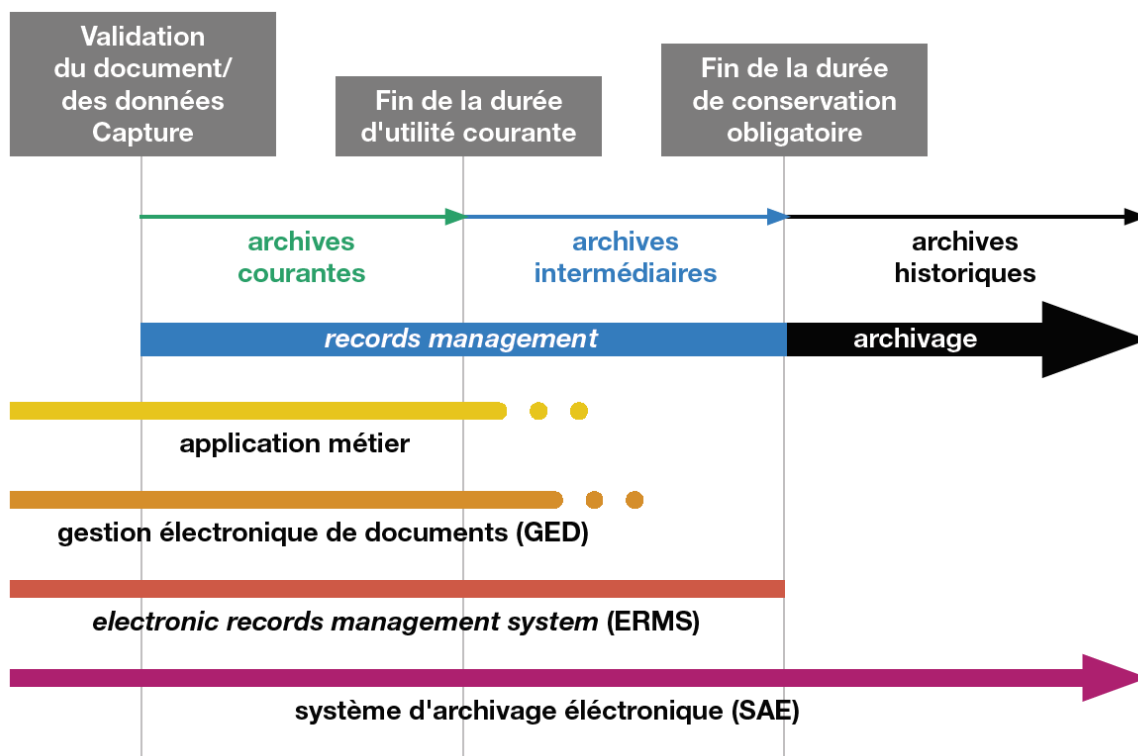 Validation
du document/
des données
Capture
Fin de la durée
d'utilité courante
Fin de la durée
de conservation
obligatoire
archives
courantes
archives
intermédiaires
archives
historiques
records management
archivage
application métier
gestion électronique de documents (GED)
electronic records management system (ERMS)
système d'archivage éléctronique (SAE)